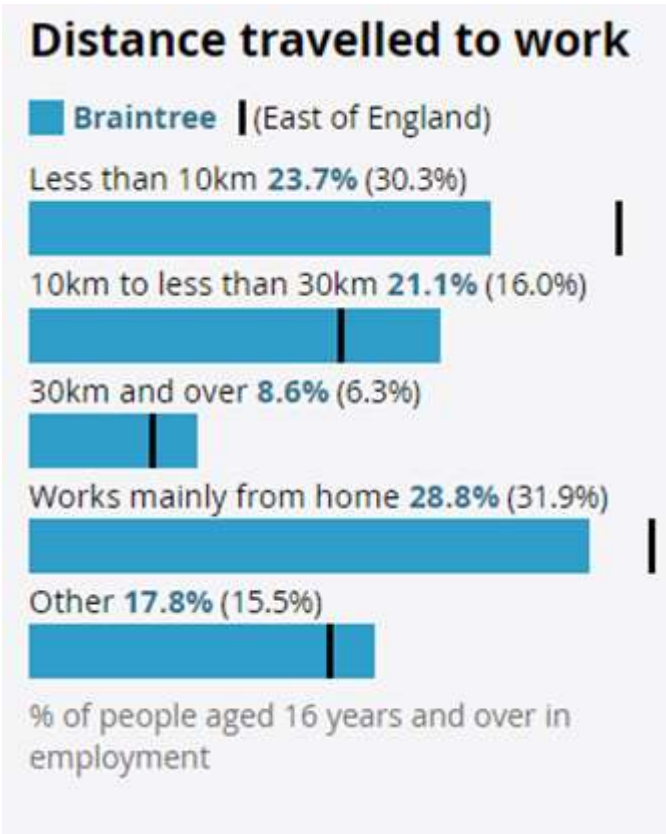 Distance travelled to work
Braintree (East of England)
Less than 10km 23.7% (30.3%)
10km to less than 30km 21.1% (16.0%)
30km and over 8.6% (6.3%)
Works mainly from home 28.8% (31.9%)
Other 17.8% (15.5%)
% of people aged 16 years and over in
employment